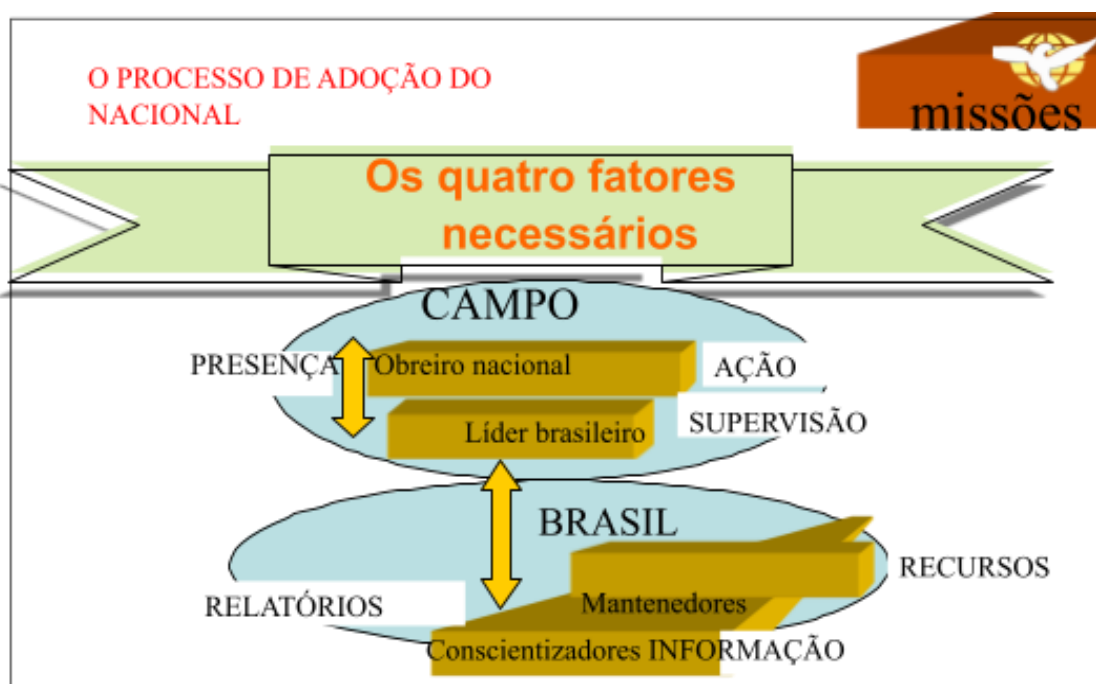 O PROCESSO DE ADOÇÃO DO
NACIONAL
missões
Os quatro fatores
necessários
CAMPO
PRESENÇA
Obreiro nacional
AÇÃO
Líder brasileiro
SUPERVISÃO
BRASIL
RECURSOS
RELATÓRIOS
Mantenedores
Conscientizadores INFORMAÇÃO